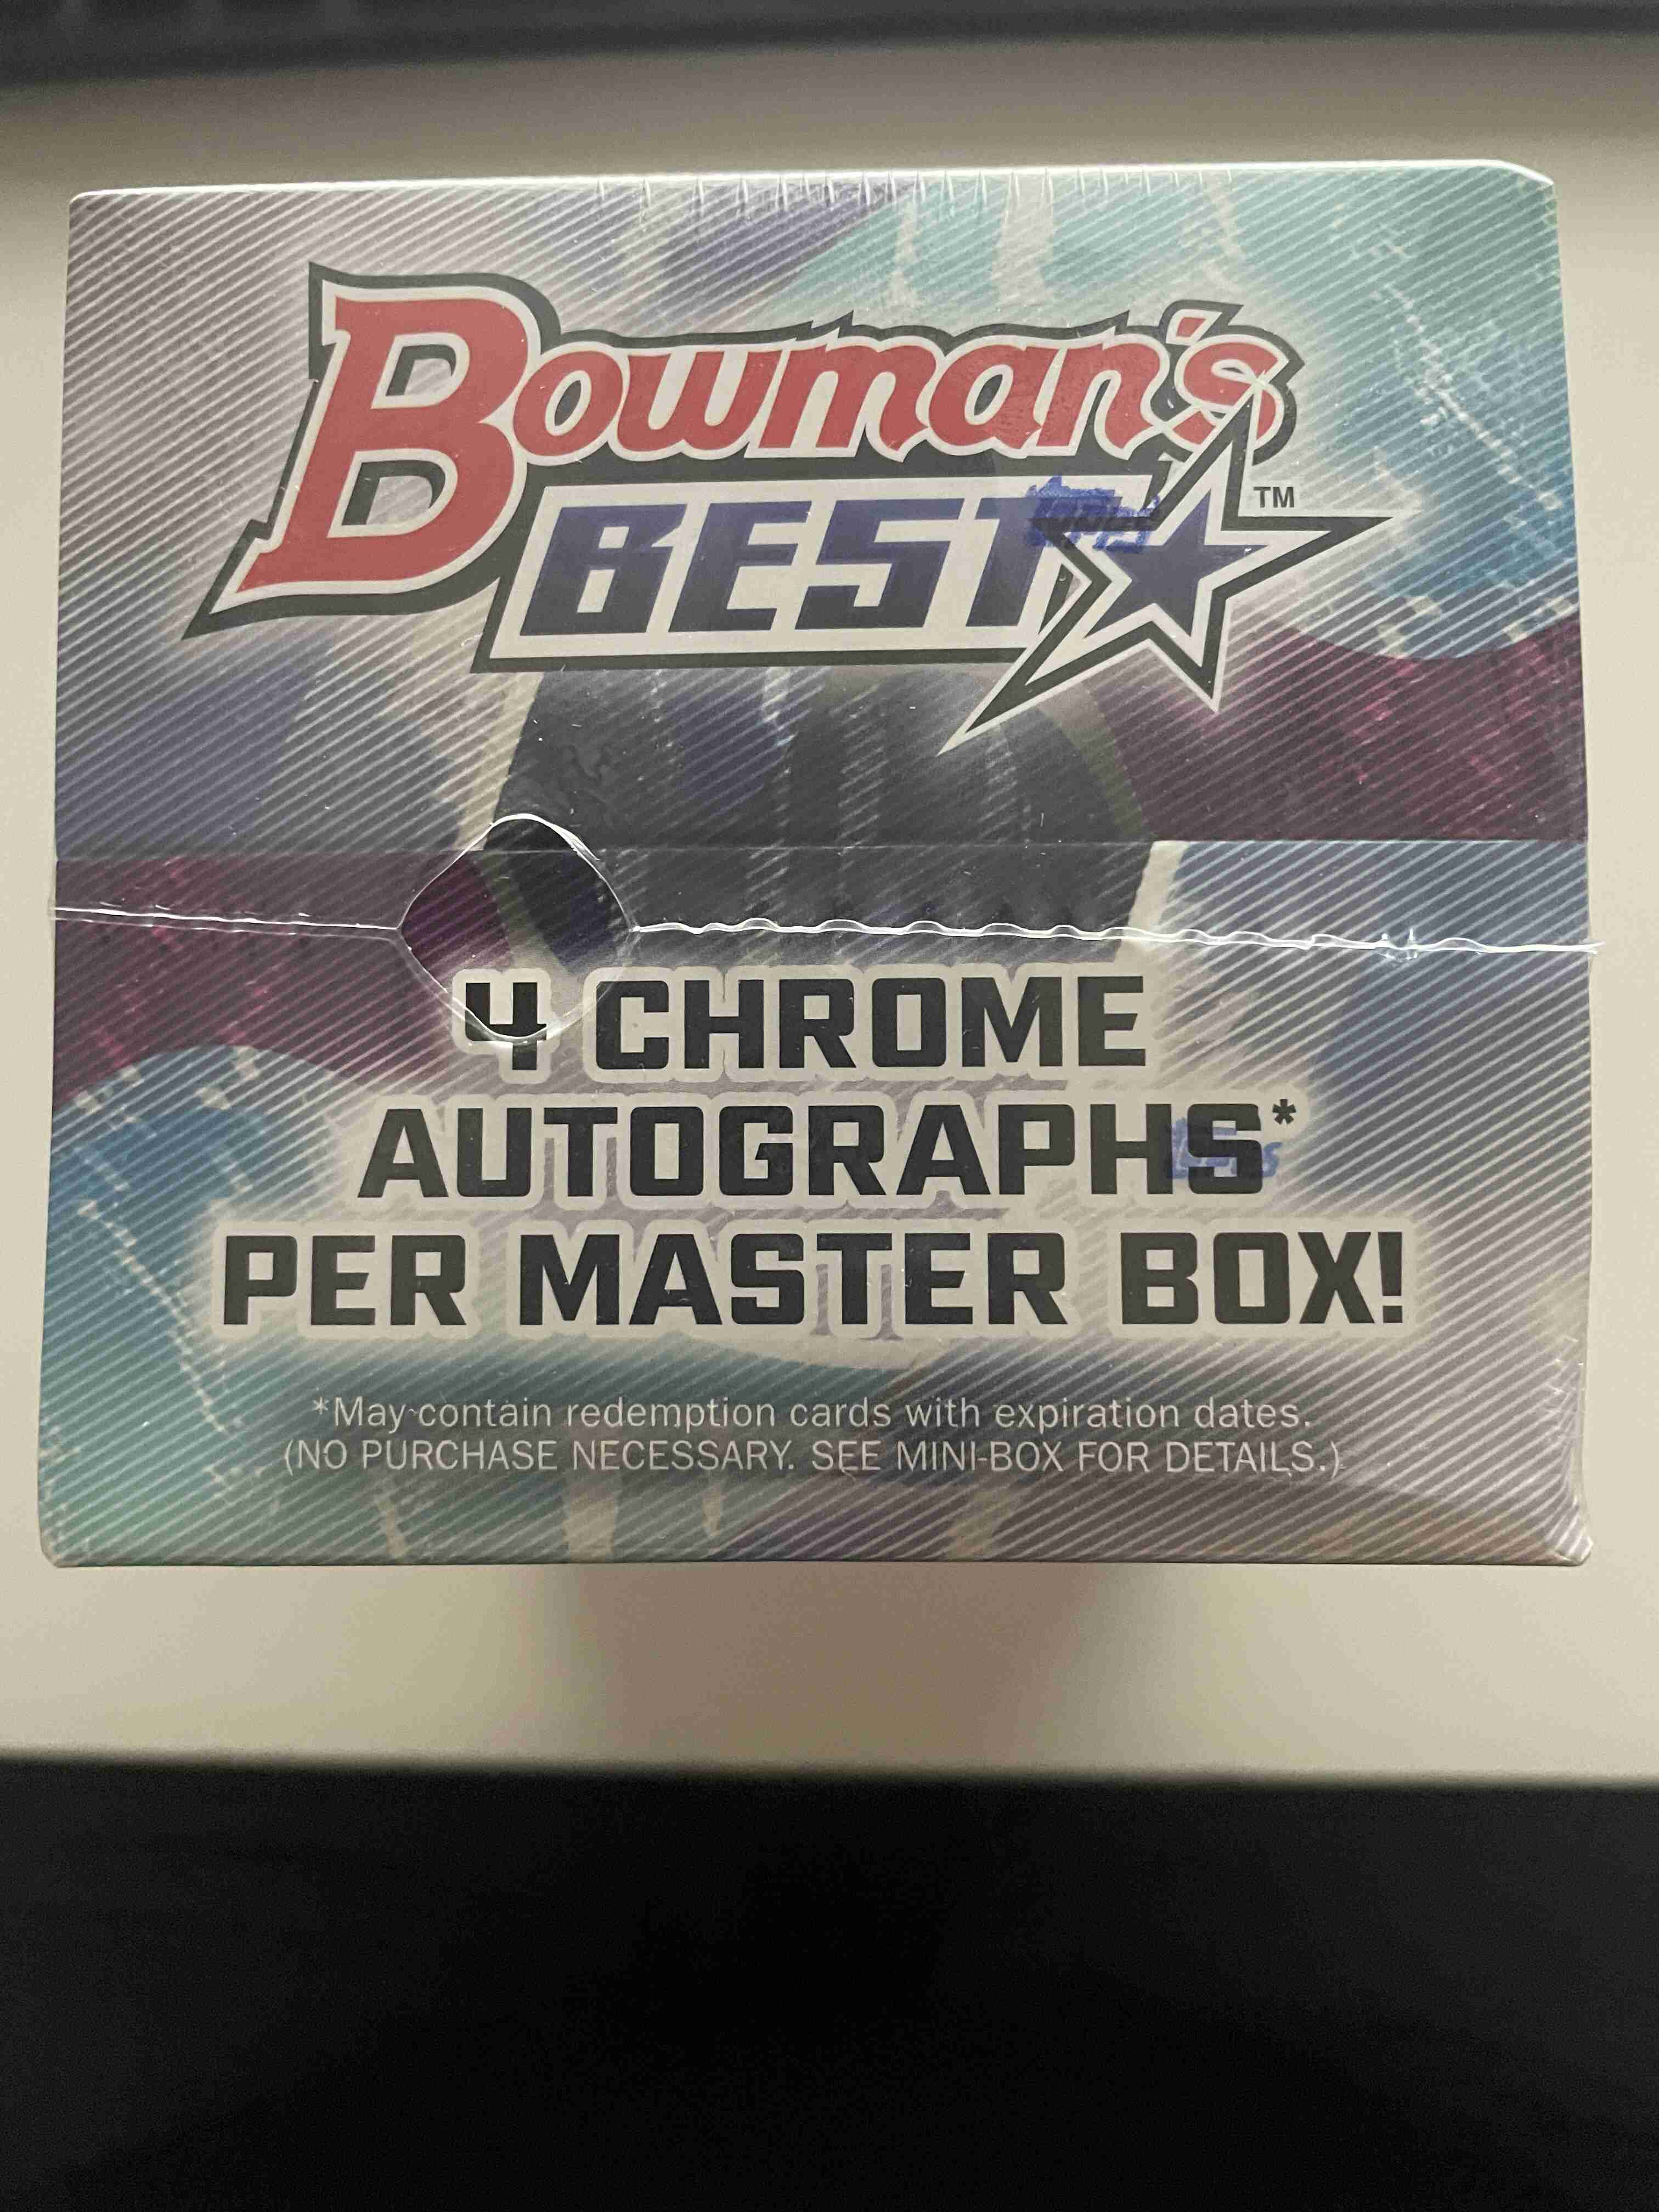 Bowman's
BEST
TM
4 CHROME
AUTOGRAPHS*
PER MASTER BOX!
*May contain redemption cards with expiration dates.
(NO PURCHASE NECESSARY. SEE MINI-BOX FOR DETAILS.)